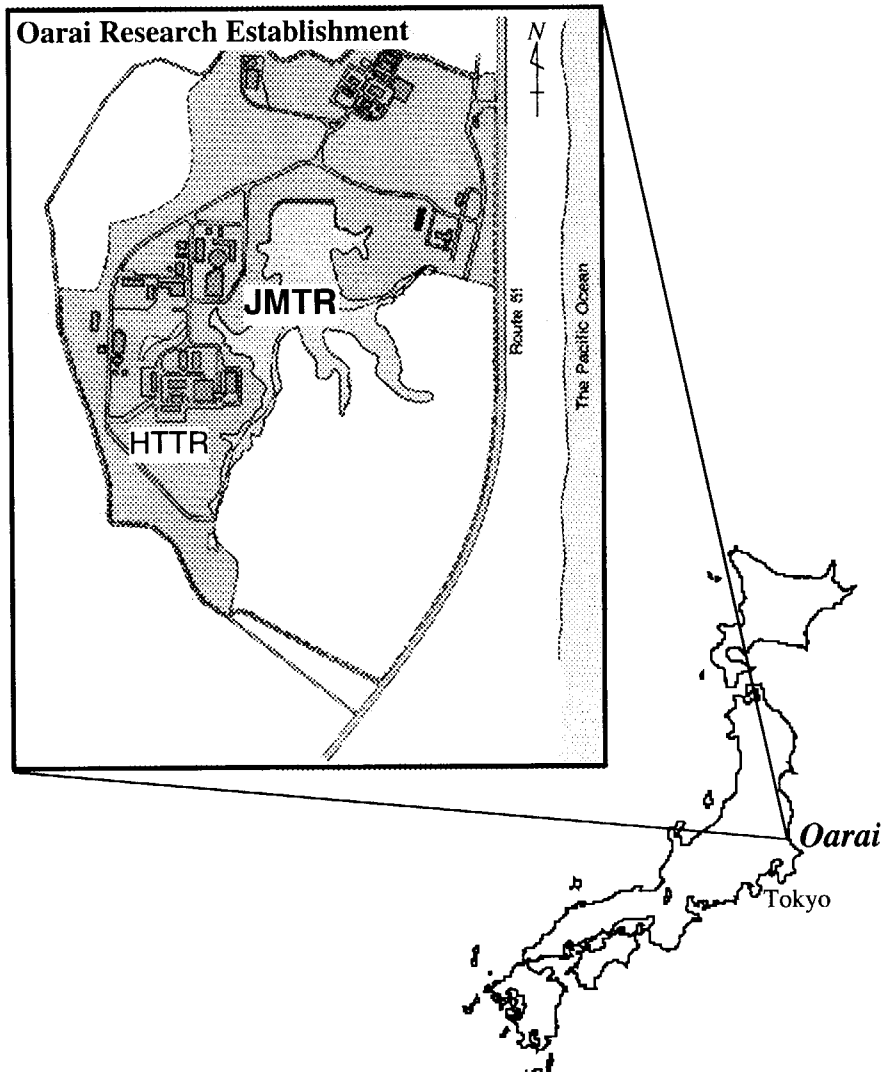 Oarai Research Establishment
N
JMTR
HTTR
Route 51
The Pacific Ocean
Oarai
Tokyo